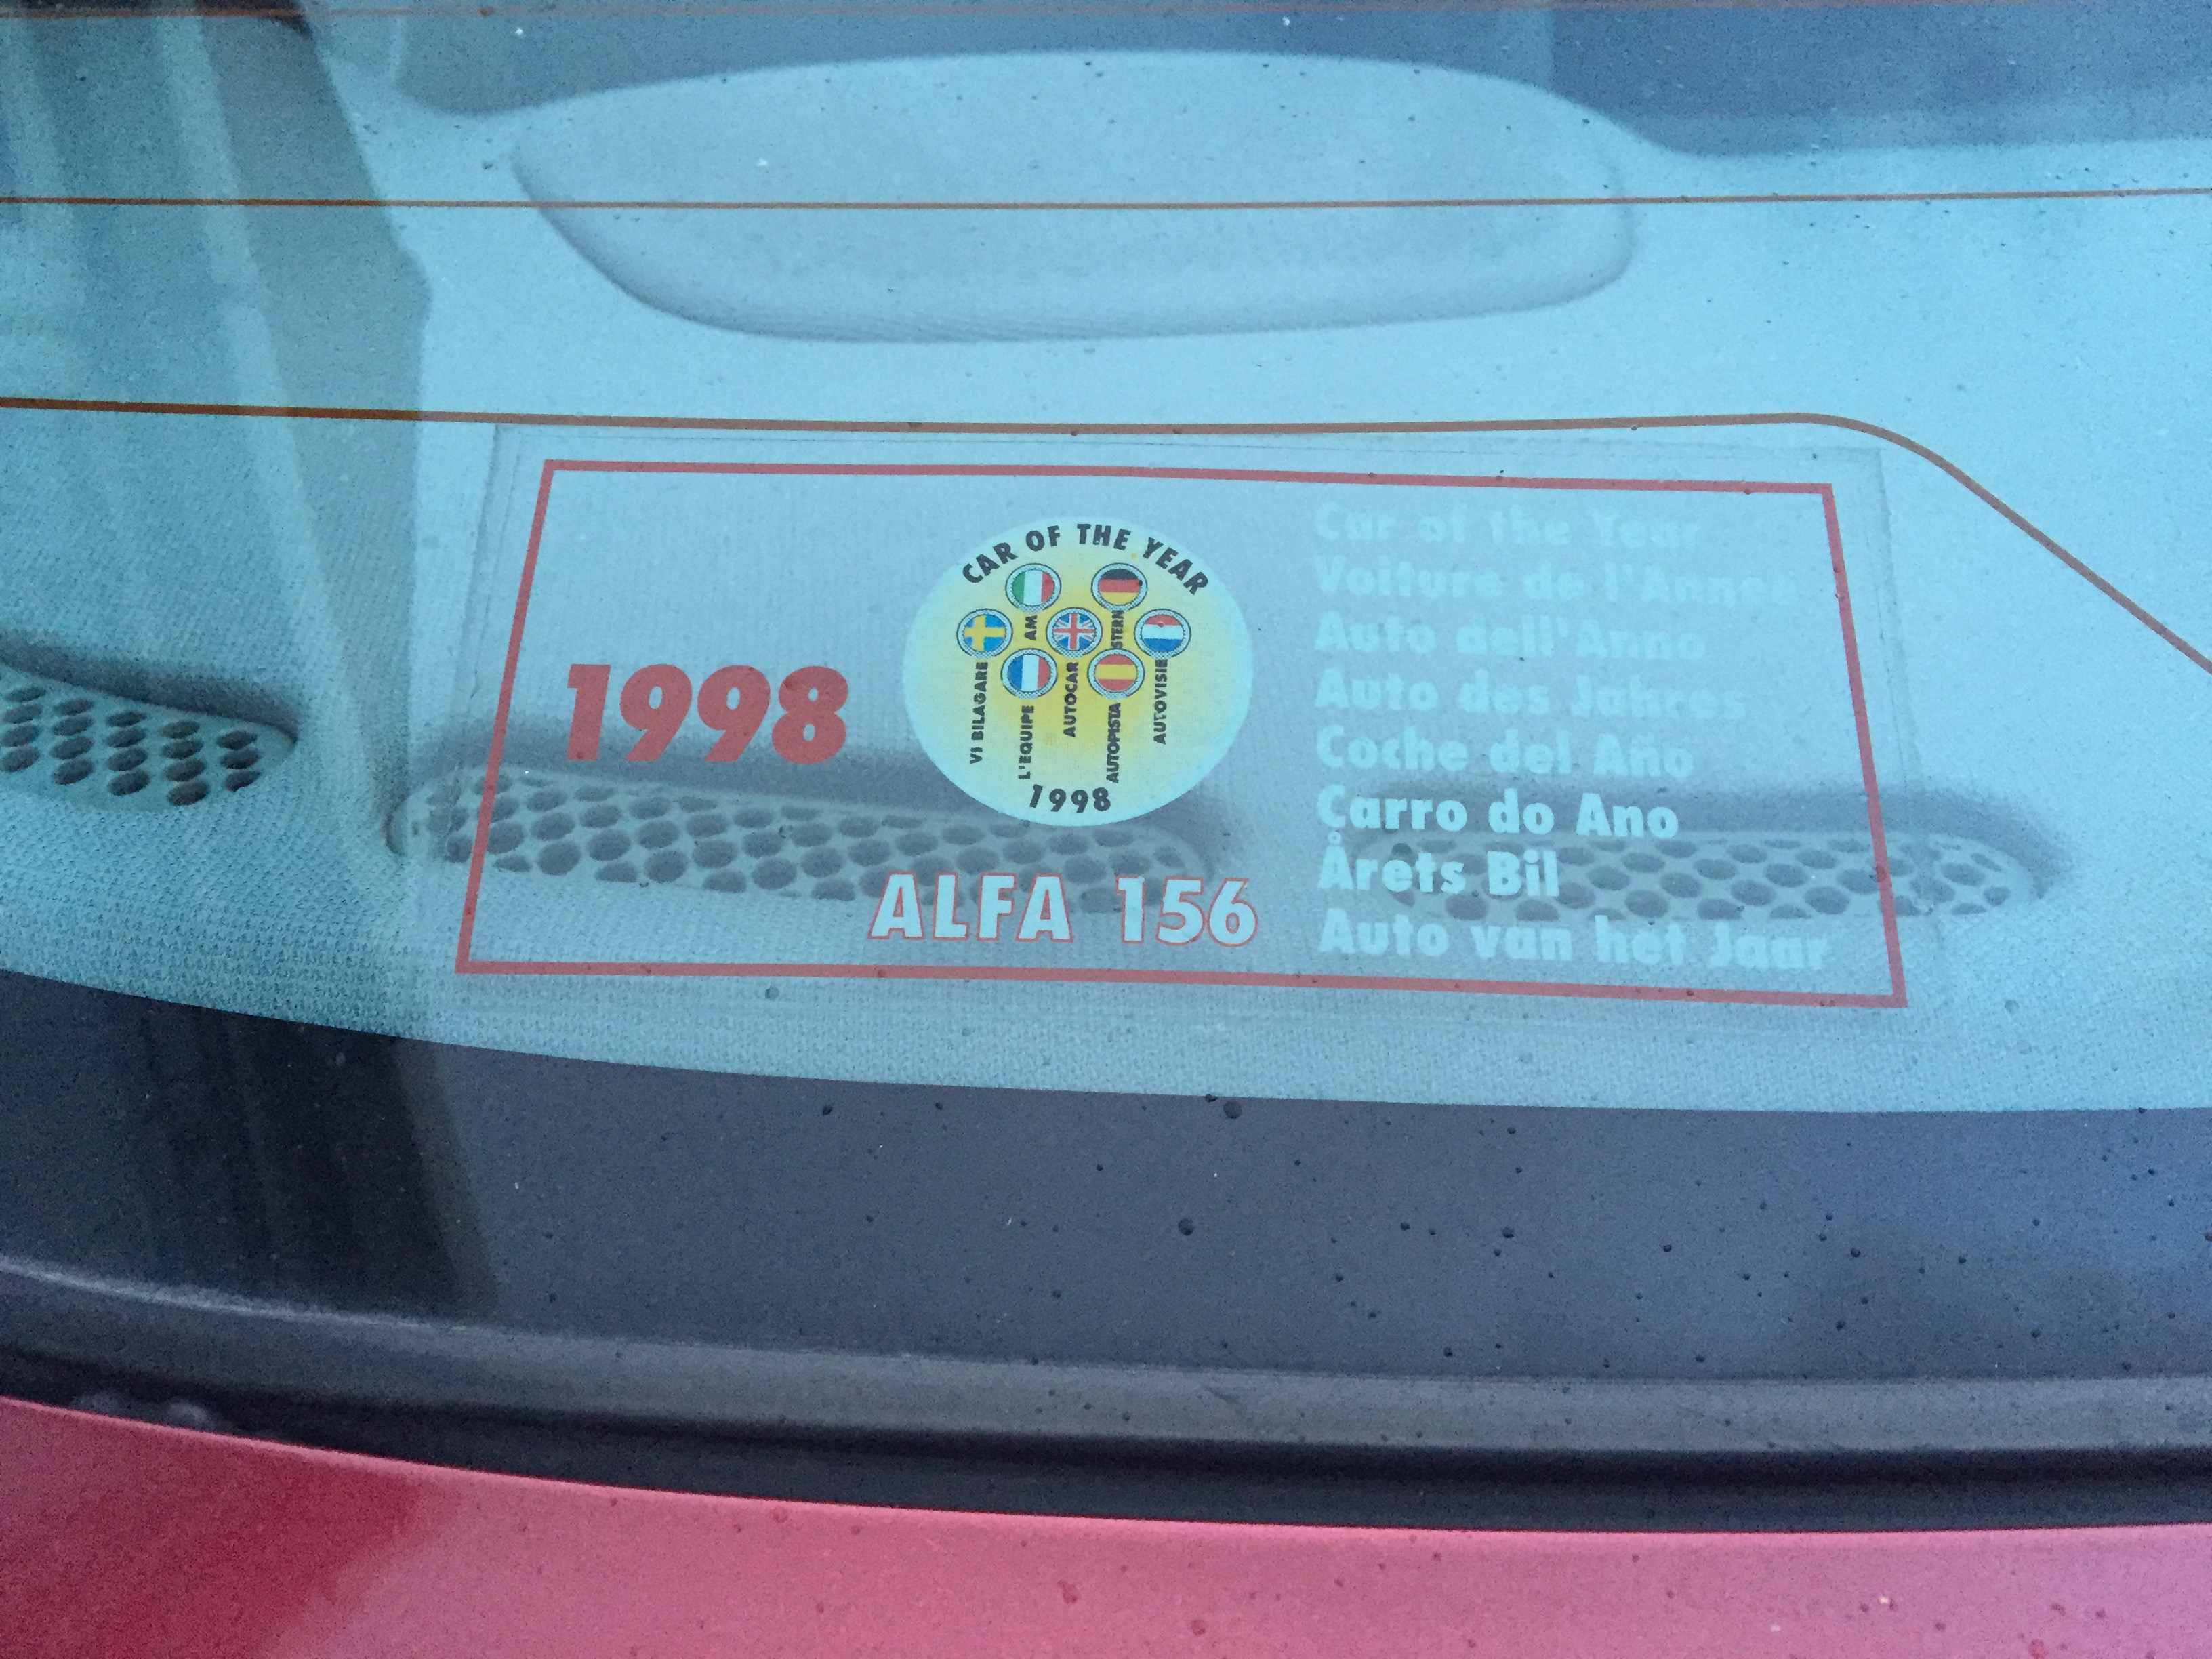 1998
CAR OF THE YEAR
AM
STERN
VI BILAGARE
L'EQUIPE
AUTOCAR
AUTOPISTA
AUTOVISIE
1998
ALFA 156
Car of the Year
Voiture de l'Année
Auto dell'Anno
Auto des Jahres
Coche del Año
Carro do Ano
Årets Bil
Auto van het Jaar